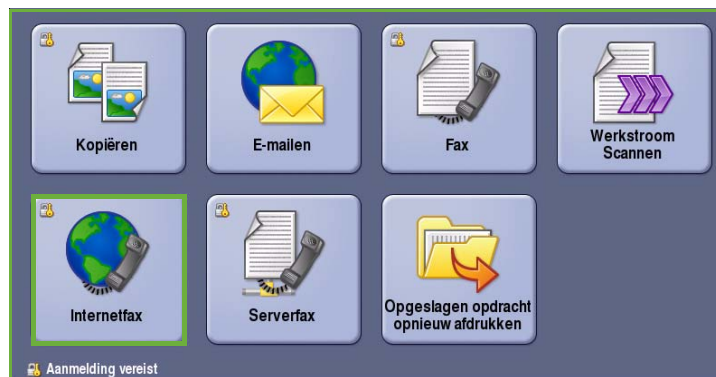 Kopiëren
E-mailen
Fax
Werkstroom
Scannen
Internetfax
Serverfax
Opgeslagen opdracht
opnieuw afdrukken
Aanmelding vereist